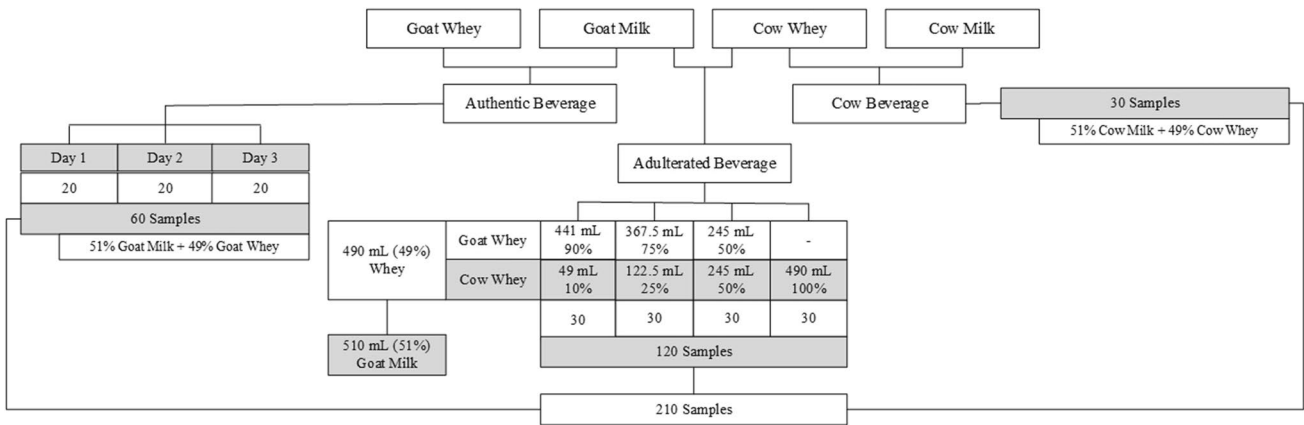 Goat Whey
Goat Milk
Cow Whey
Cow Milk
Authentic Beverage
Cow Beverage
30 Samples
51% Cow Milk + 49% Cow Whey
Day 1
Day 2
Day 3
20
20
20
60 Samples
51% Goat Milk + 49% Goat Whey
Adulterated Beverage
490 mL (49%)
Whey
Goat Whey
441 mL
90%
367.5 mL
75%
245 mL
50%
-
Cow Whey
49 mL
10%
122.5 mL
25%
245 mL
50%
490 mL
100%
30
30
30
30
510 mL (51%)
Goat Milk
120 Samples
210 Samples